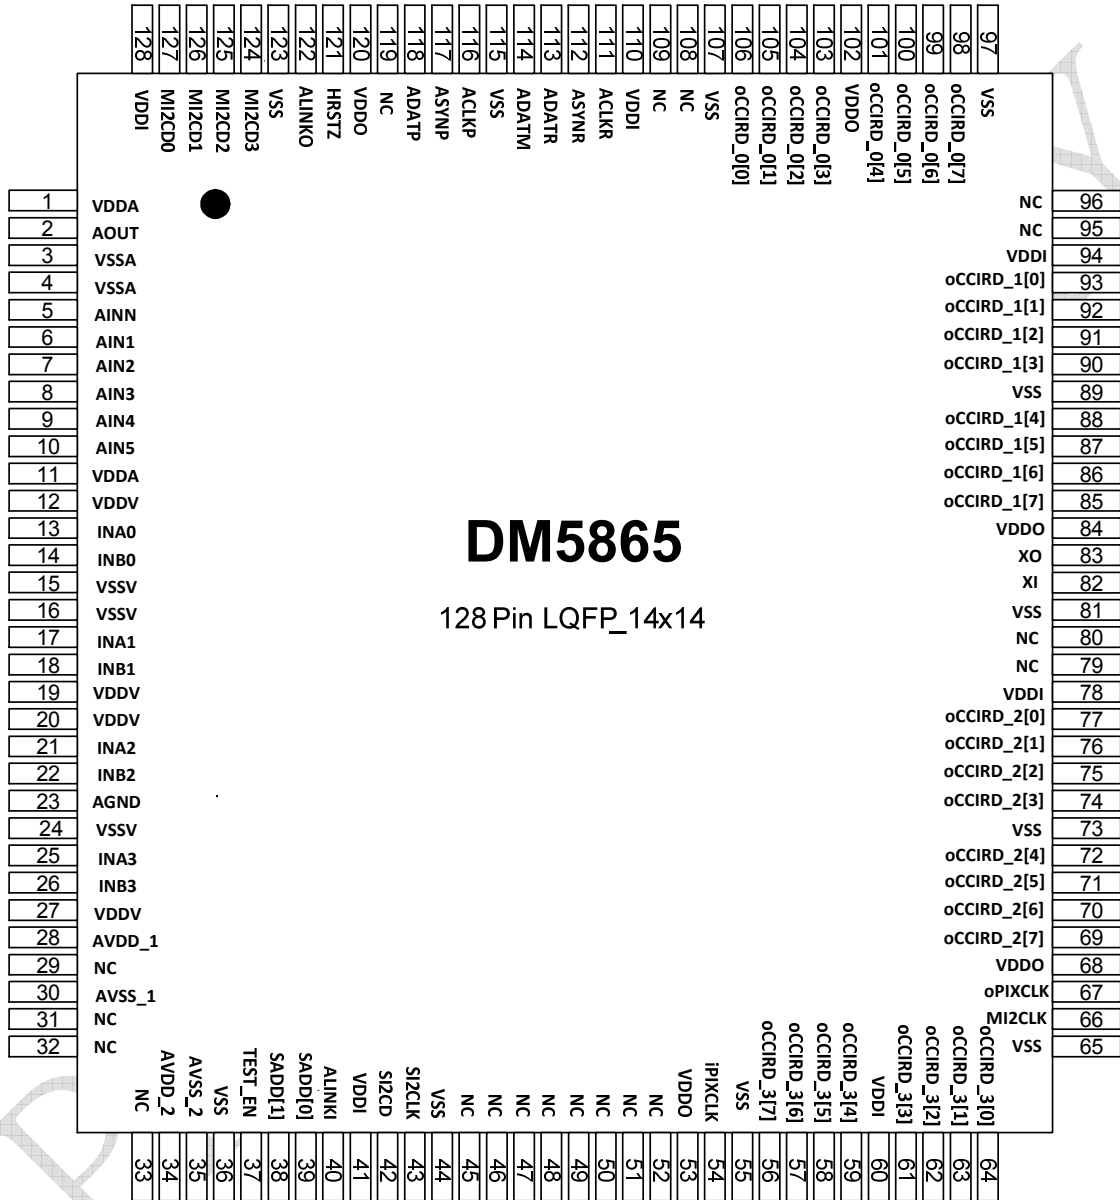 128 127 126 125 124 123 122 121 120 119 118 117 116 115 114 113 112 111 110 109 108 107 106 105 104 103 102 101 100 99 98 97
VDDI MI2CD0 MI2CD1 MI2CD2 MI2CD3 VSS ALINKO HRSTZ VDDO NC ADATP ASYNP ACLKP VSS ADATM ADATR ASYNR ACLKR VDDI NC NC VSS oCCIRD_0[0] oCCIRD_0[1] oCCIRD_0[2] oCCIRD_0[3] VDDO oCCIRD_0[4] oCCIRD_0[5] oCCIRD_0[6] oCCIRD_0[7] VSS
1 VDDA
2 AOUT
3 VSSA
4 VSSA
5 AINN
6 AIN1
7 AIN2
8 AIN3
9 AIN4
10 AIN5
11 VDDA
12 VDDV
13 INA0
14 INB0
15 VSSV
16 VSSV
17 INA1
18 INB1
19 VDDV
20 VDDV
21 INA2
22 INB2
23 AGND
24 VSSV
25 INA3
26 INB3
27 VDDV
28 AVDD_1
29 NC
30 AVSS_1
31 NC
32 NC
DM5865
128 Pin LQFP_14x14
NC 96
NC 95
VDDI 94
oCCIRD_1[0] 93
oCCIRD_1[1] 92
oCCIRD_1[2] 91
oCCIRD_1[3] 90
VSS 89
oCCIRD_1[4] 88
oCCIRD_1[5] 87
oCCIRD_1[6] 86
oCCIRD_1[7] 85
VDDO 84
XO 83
XI 82
VSS 81
NC 80
NC 79
VDDI 78
oCCIRD_2[0] 77
oCCIRD_2[1] 76
oCCIRD_2[2] 75
oCCIRD_2[3] 74
VSS 73
oCCIRD_2[4] 72
oCCIRD_2[5] 71
oCCIRD_2[6] 70
oCCIRD_2[7] 69
VDDO 68
oPIXCLK 67
MI2CLK 66
VSS 65
NC AVDD_2 AVSS_2 VSS TEST_EN SADD[1] SADD[0] ALINKI VDDI SI2CD SI2CLK VSS NC NC NC NC NC NC NC NC VDDO iPIXCLK VSS oCCIRD_3[7] oCCIRD_3[6] oCCIRD_3[5] oCCIRD_3[4] VDDI oCCIRD_3[3] oCCIRD_3[2] oCCIRD_3[1] oCCIRD_3[0]
33 34 35 36 37 38 39 40 41 42 43 44 45 46 47 48 49 50 51 52 53 54 55 56 57 58 59 60 61 62 63 64